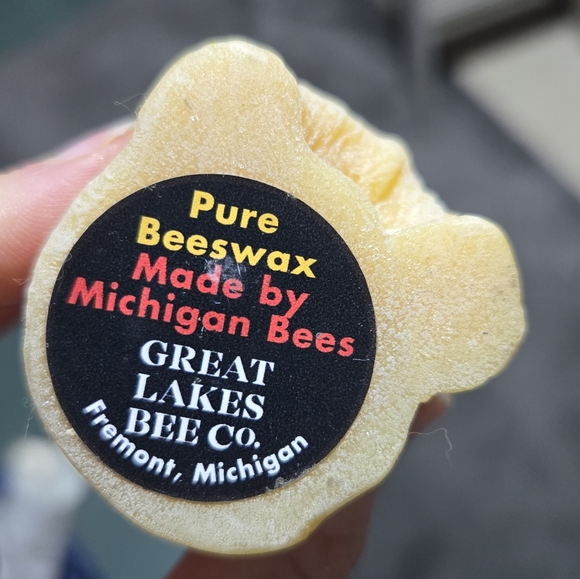 Pure
Beeswax
Made by
Michigan Bees
GREAT
LAKES
BEE CO.
Fremont, Michigan